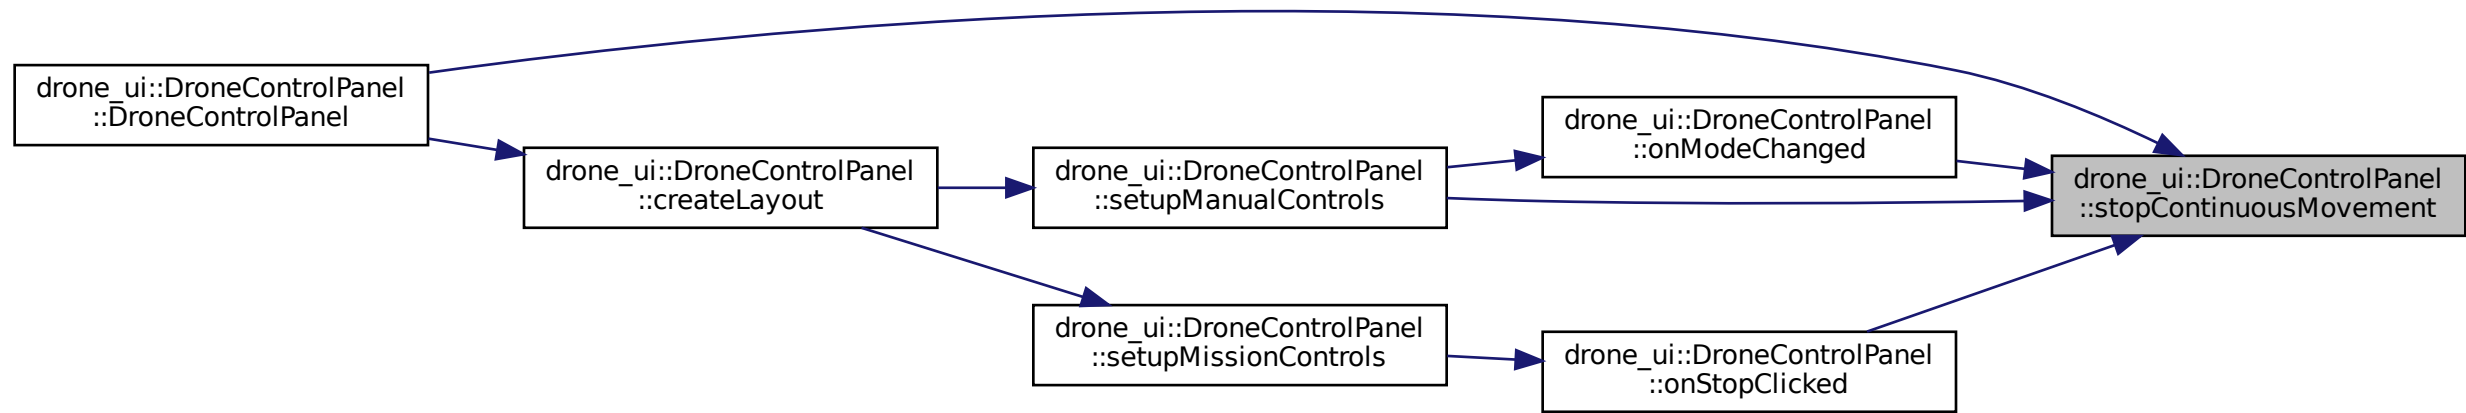 drone_ui::DroneControlPanel
::DroneControlPanel
drone_ui::DroneControlPanel
::createLayout
drone_ui::DroneControlPanel
::setupManualControls
drone_ui::DroneControlPanel
::setupMissionControls
drone_ui::DroneControlPanel
::onModeChanged
drone_ui::DroneControlPanel
::onStopClicked
drone_ui::DroneControlPanel
::stopContinuousMovement